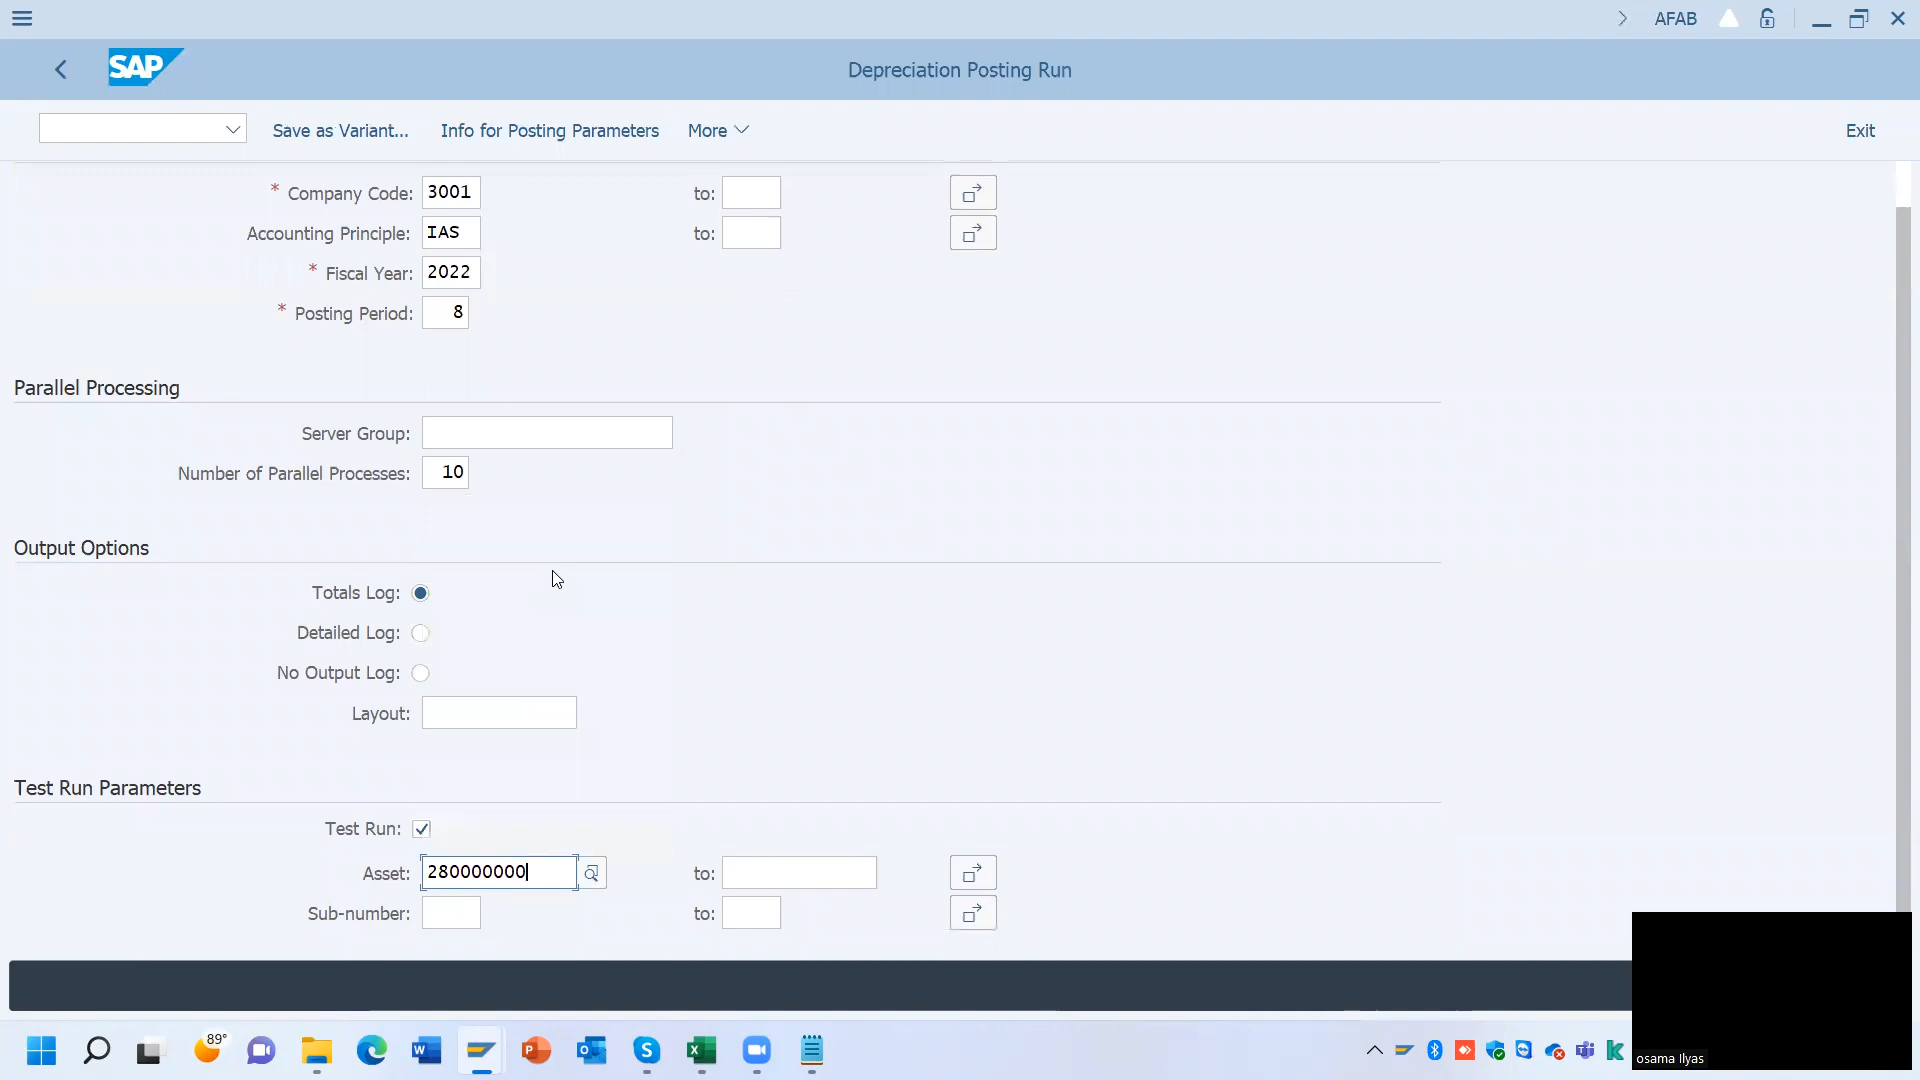 AFAB
SAP
Depreciation Posting Run
Save as Variant...
Info for Posting Parameters
More
Exit
* Company Code: 3001 to:
Accounting Principle: IAS to:
* Fiscal Year: 2022
* Posting Period: 8
Parallel Processing
Server Group:
Number of Parallel Processes: 10
Output Options
Totals Log:
Detailed Log:
No Output Log:
Layout:
Test Run Parameters
Test Run:
Asset: 280000000 to:
Sub-number: to:
89°
osama Ilyas